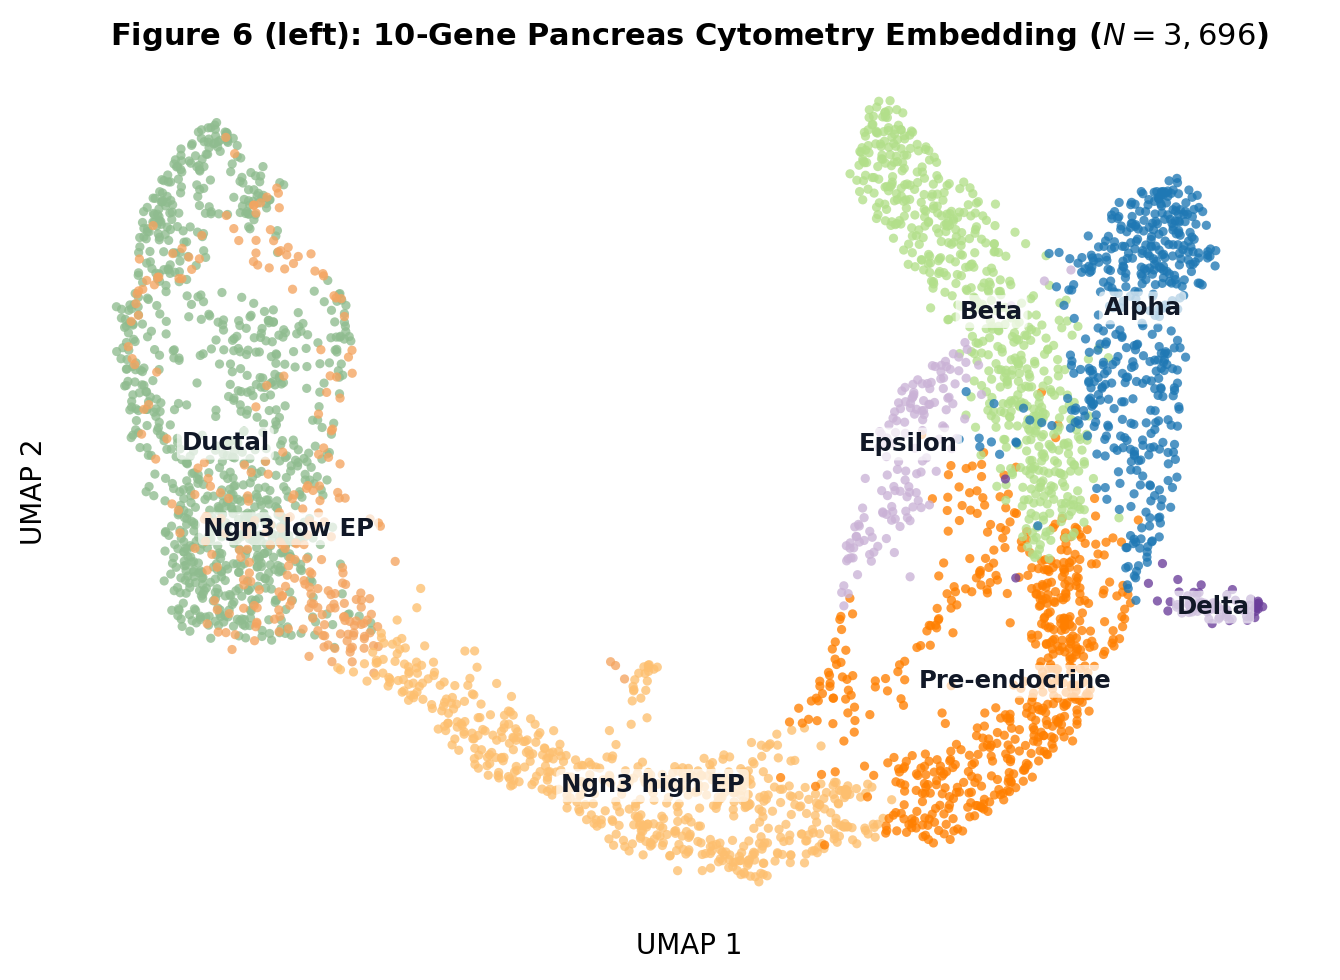 Figure 6 (left): 10-Gene Pancreas Cytometry Embedding (N = 3, 696)
Beta
Alpha
Ductal
Epsilon
Ngn3 low EP
Delta
Pre-endocrine
Ngn3 high EP
UMAP 2
UMAP 1